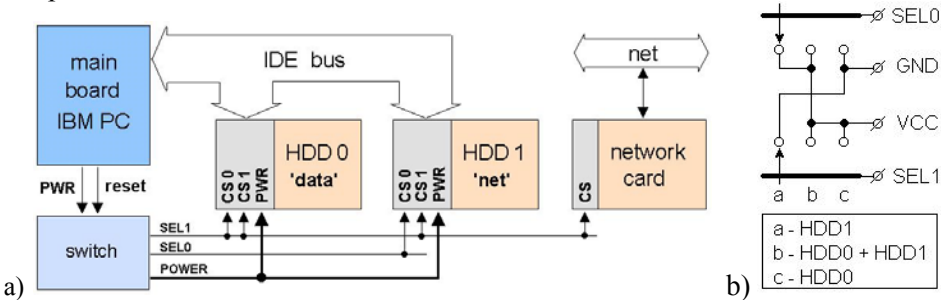 main
board
IBM PC
IDE bus
net
HDD 0
'data'
CS 0
CS 1
PWR
HDD 1
'net'
CS 0
CS 1
PWR
network
card
CS
PWR
reset
switch
SEL1
SEL0
POWER
a)
SEL0
GND
VCC
SEL1
a b c
a - HDD1
b - HDD0 + HDD1
c - HDD0
b)